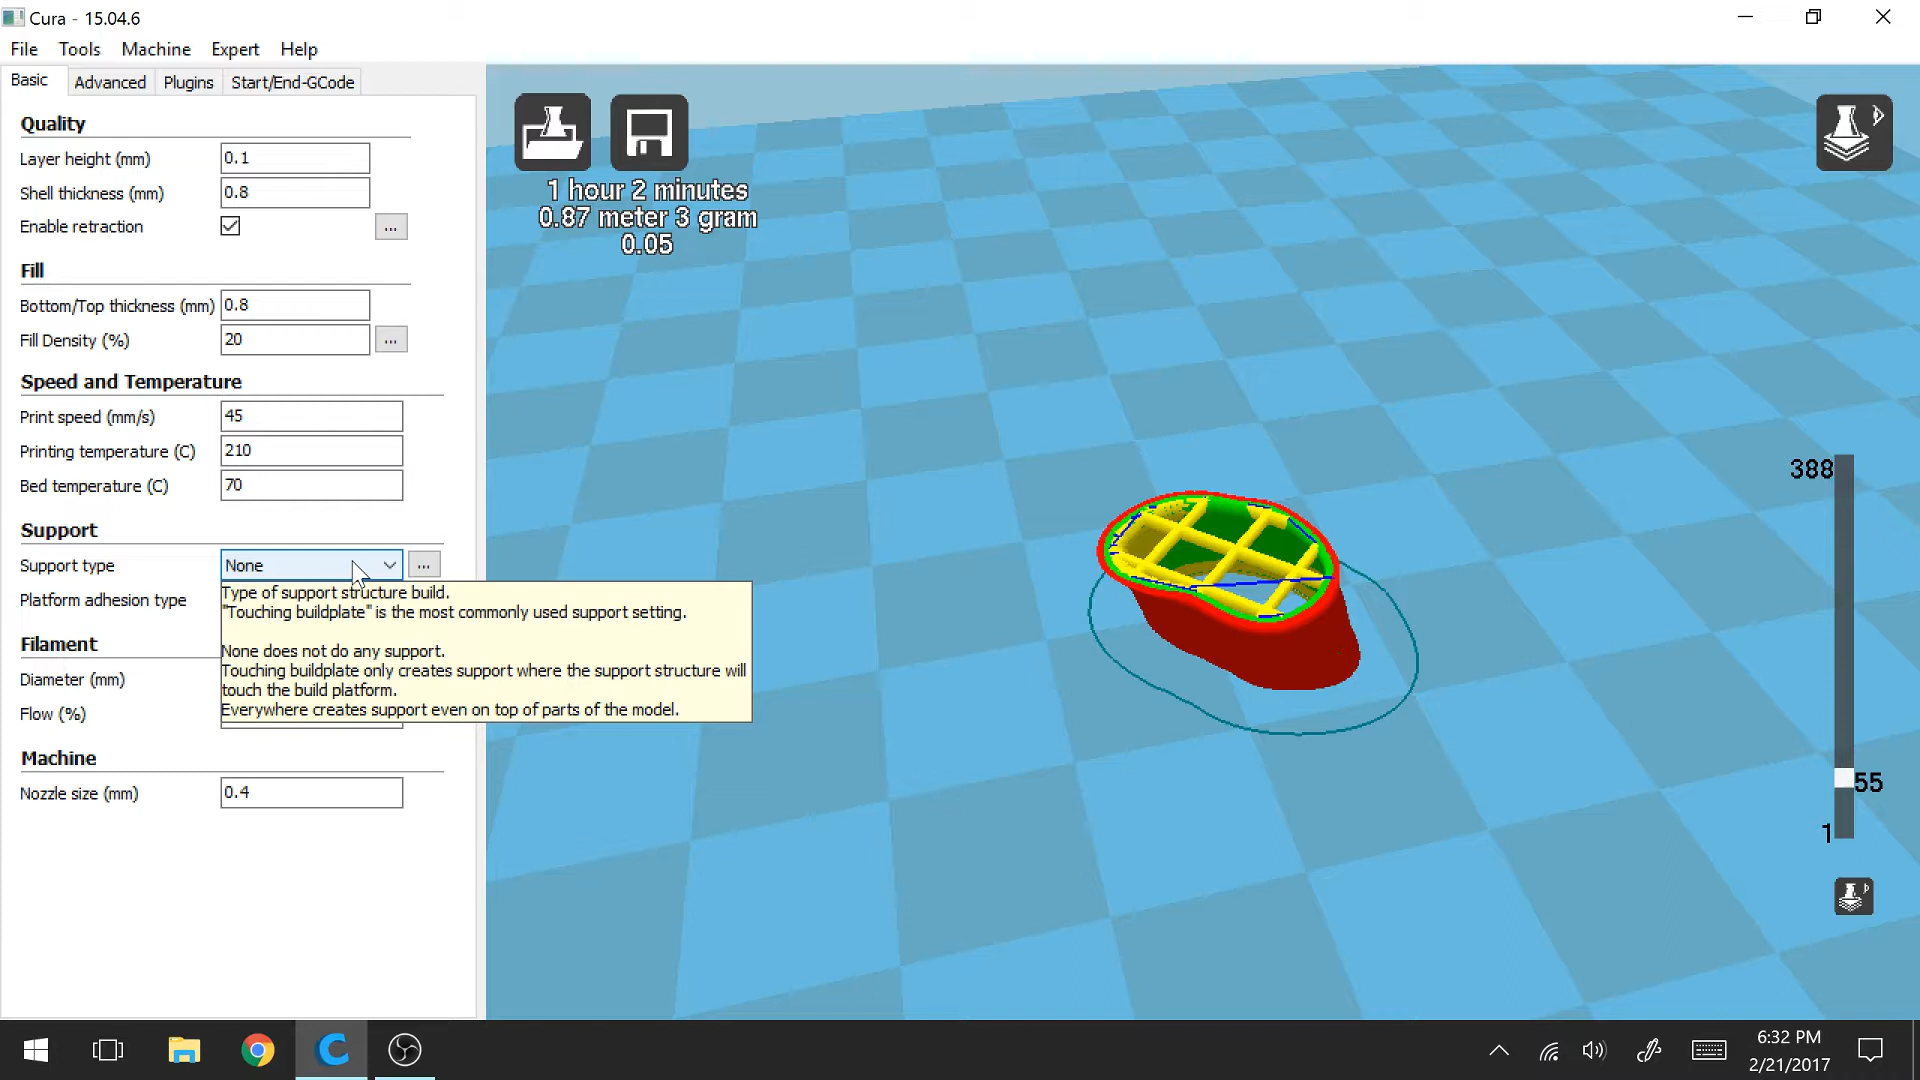 Cura - 15.04.6
File Tools Machine Expert Help
Basic Advanced Plugins Start/End-GCode
Quality
Layer height (mm) 0.1
Shell thickness (mm) 0.8
Enable retraction ...
Fill
Bottom/Top thickness (mm) 0.8
Fill Density (%) 20 ...
Speed and Temperature
Print speed (mm/s) 45
Printing temperature (C) 210
Bed temperature (C) 70
Support
Support type None ...
Platform adhesion type
Filament
Diameter (mm)
Flow (%)
Machine
Nozzle size (mm) 0.4
Type of support structure build.
"Touching buildplate" is the most commonly used support setting.
None does not do any support.
Touching buildplate only creates support where the support structure will
touch the build platform.
Everywhere creates support even on top of parts of the model.
1 hour 2 minutes
0.87 meter 3 gram
0.05
388
55
1
6:32 PM
2/21/2017